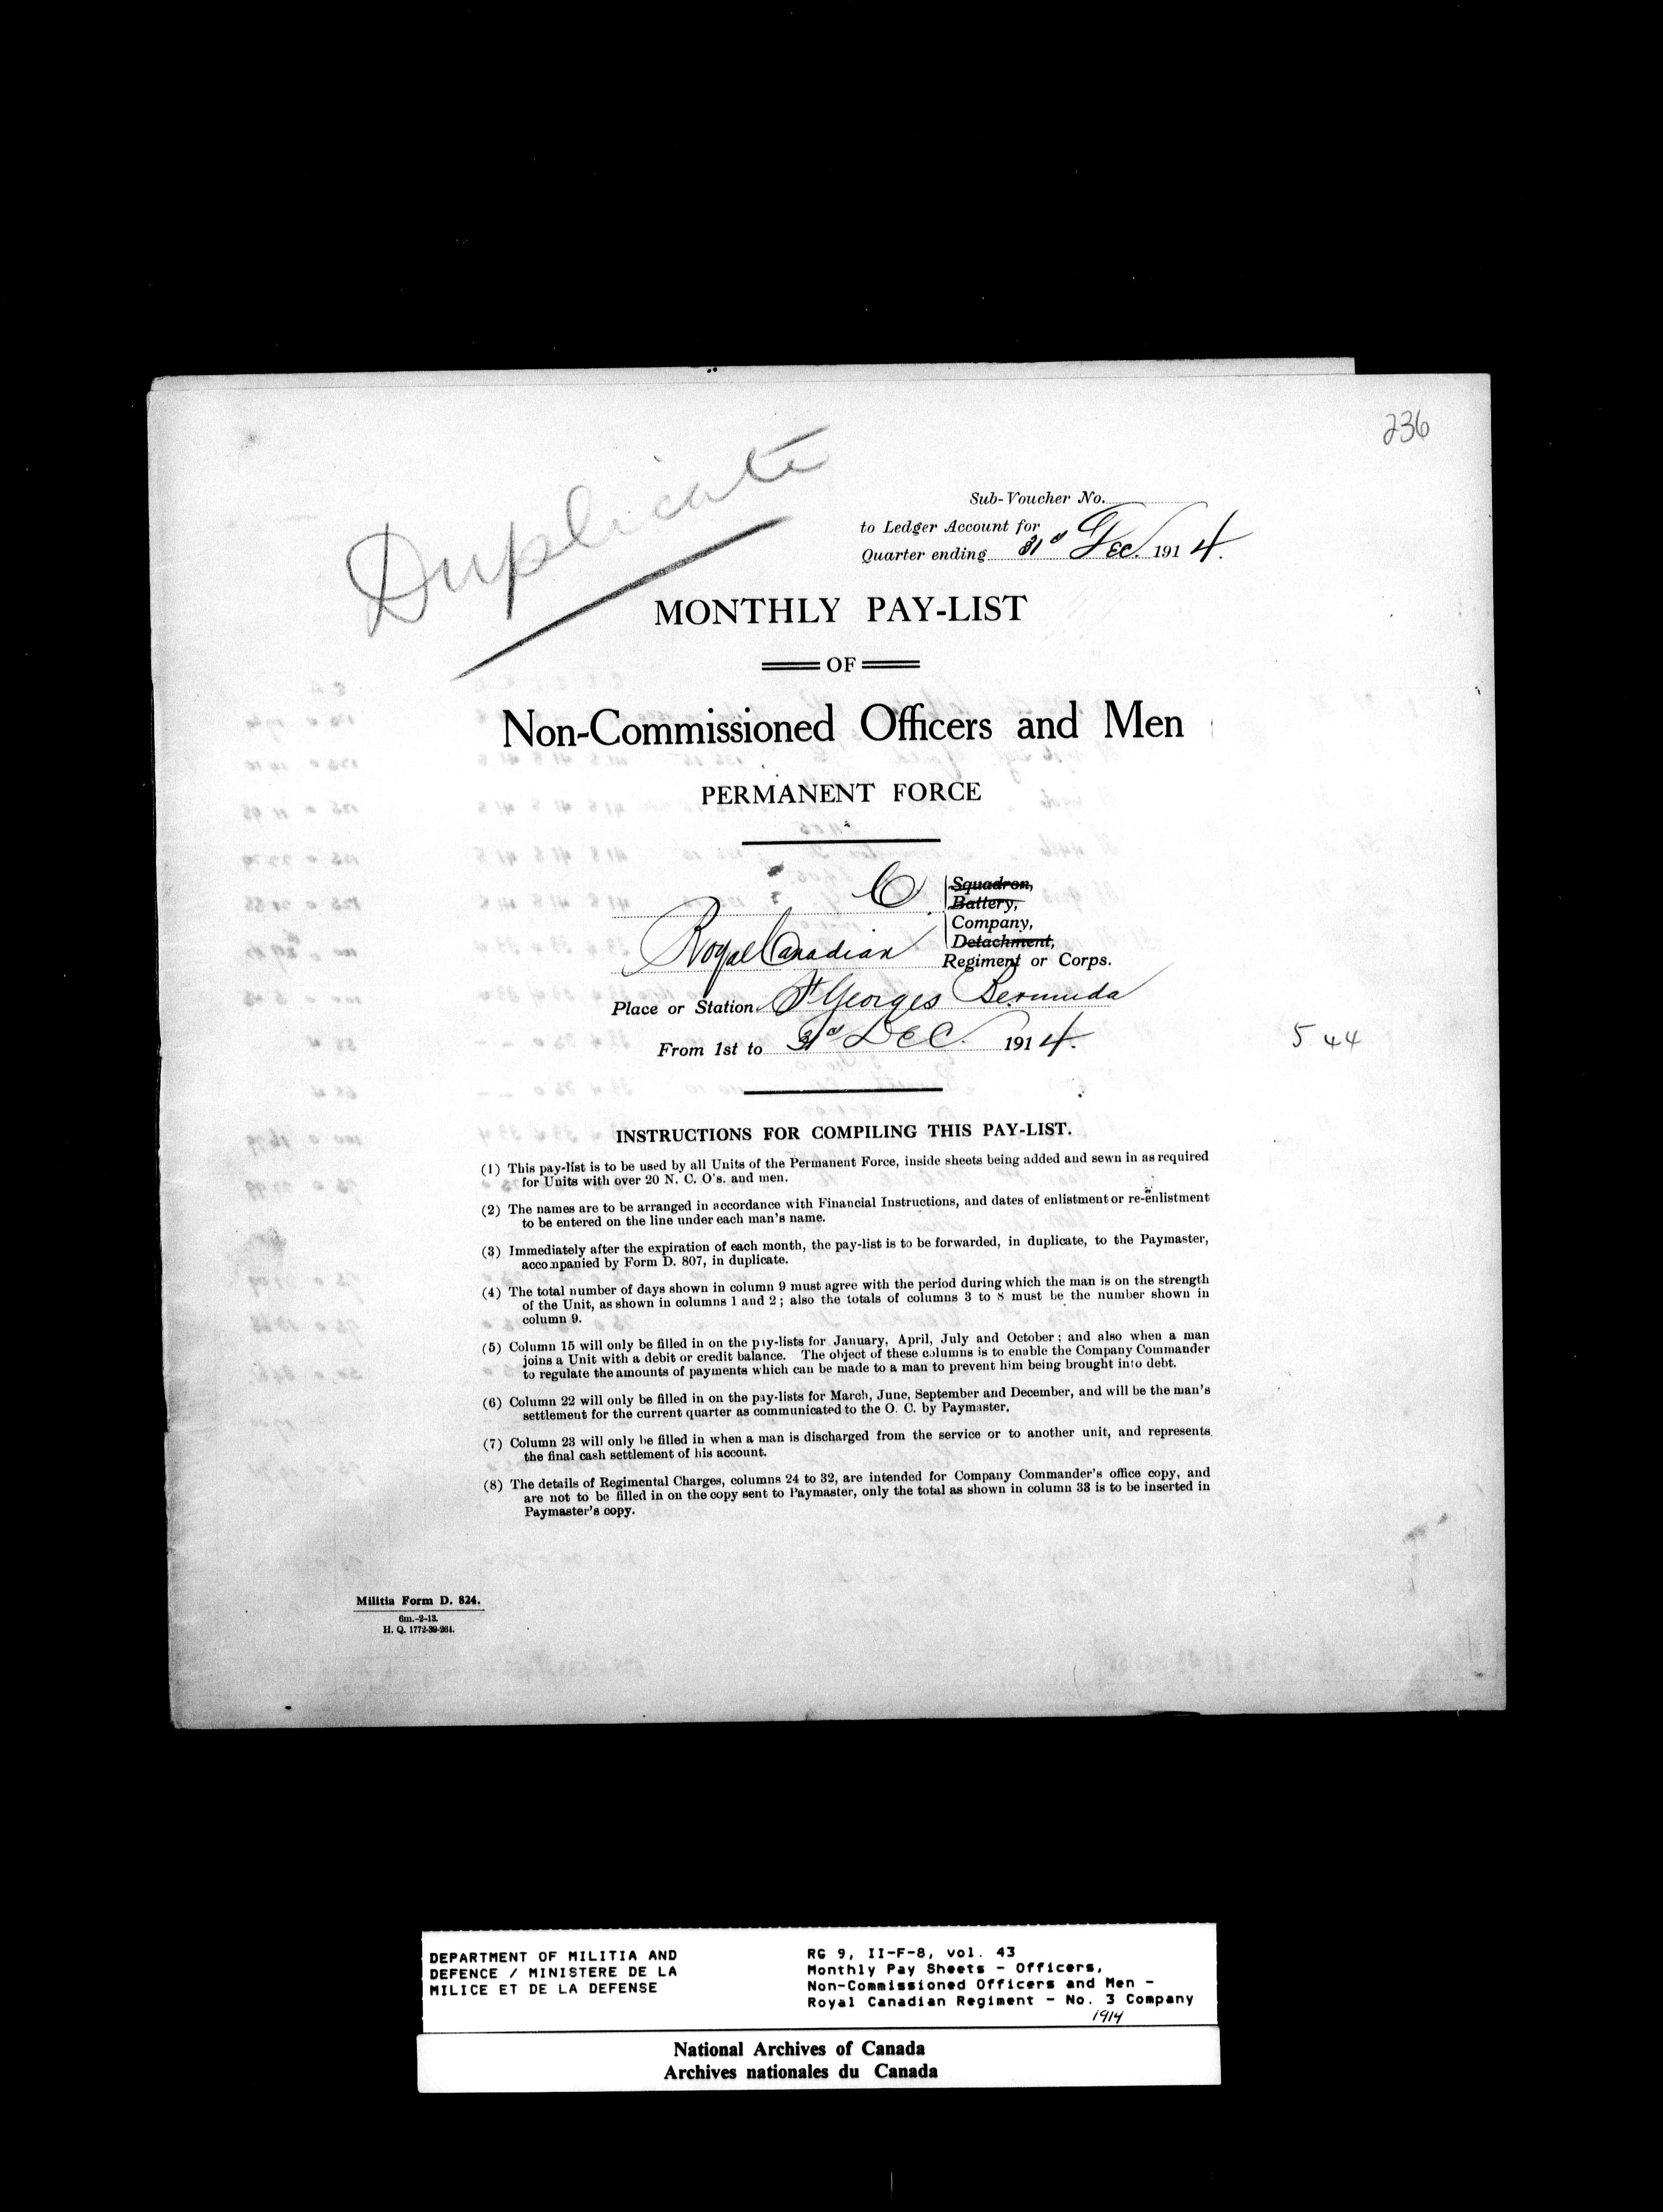 236
Duplicate
Sub-Voucher No.
to Ledger Account for
Quarter ending 31st Dec. 1914.
MONTHLY PAY-LIST
OF
Non-Commissioned Officers and Men
PERMANENT FORCE
C
Squadron,
Battery,
Company,
Detachment,
Royal Canadian Regiment or Corps.
Place or Station St Georges Bermuda
From 1st to 31st DEC. 1914.
5 44
INSTRUCTIONS FOR COMPILING THIS PAY-LIST.
(1) This pay-list is to be used by all Units of the Permanent Force, inside sheets being added and sewn in as required
for Units with over 20 N. C. O's. and men.
(2) The names are to be arranged in accordance with Financial Instructions, and dates of enlistment or re-enlistment
to be entered on the line under each man's name.
(3) Immediately after the expiration of each month, the pay-list is to be forwarded, in duplicate, to the Paymaster,
accompanied by Form D. 807, in duplicate.
(4) The total number of days shown in column 9 must agree with the period during which the man is on the strength
of the Unit, as shown in columns 1 and 2; also the totals of columns 3 to 8 must be the number shown in
column 9.
(5) Column 15 will only be filled in on the pay-lists for January, April, July and October; and also when a man
joins a Unit with a debit or credit balance. The object of these columns is to enable the Company Commander
to regulate the amounts of payments which can be made to a man to prevent him being brought into debt.
(6) Column 22 will only be filled in on the pay-lists for March, June, September and December, and will be the man's
settlement for the current quarter as communicated to the O. C. by Paymaster.
(7) Column 23 will only be filled in when a man is discharged from the service or to another unit, and represents
the final cash settlement of his account.
(8) The details of Regimental Charges, columns 24 to 32, are intended for Company Commander's office copy, and
are not to be filled in on the copy sent to Paymaster, only the total as shown in column 33 is to be inserted in
Paymaster's copy.
Militia Form D. 824.
6m.-2-13.
H. Q. 1772-39-264.
DEPARTMENT OF MILITIA AND
DEFENCE / MINISTERE DE LA
MILICE ET DE LA DEFENSE
RG 9, II-F-8, vol. 43
Monthly Pay Sheets - Officers,
Non-Commissioned Officers and Men -
Royal Canadian Regiment - No. 3 Company
1914
National Archives of Canada
Archives nationales du Canada